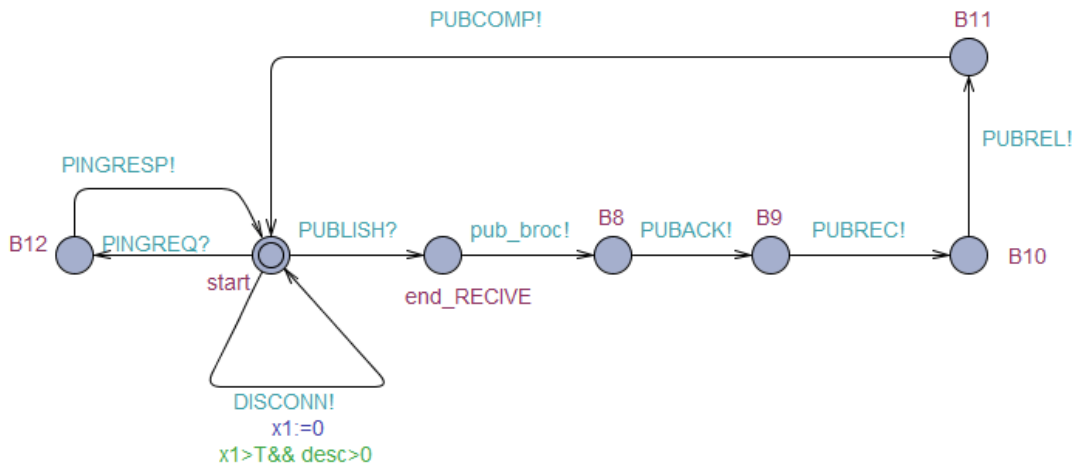 PUBCOMP!
B11
PUBREL!
PINGRESP!
B12
PINGREQ?
start
PUBLISH?
end_RECIVE
pub_broc!
B8
PUBACK!
B9
PUBREC!
B10
DISCONN!
x1:=0
x1>T&& desc>0